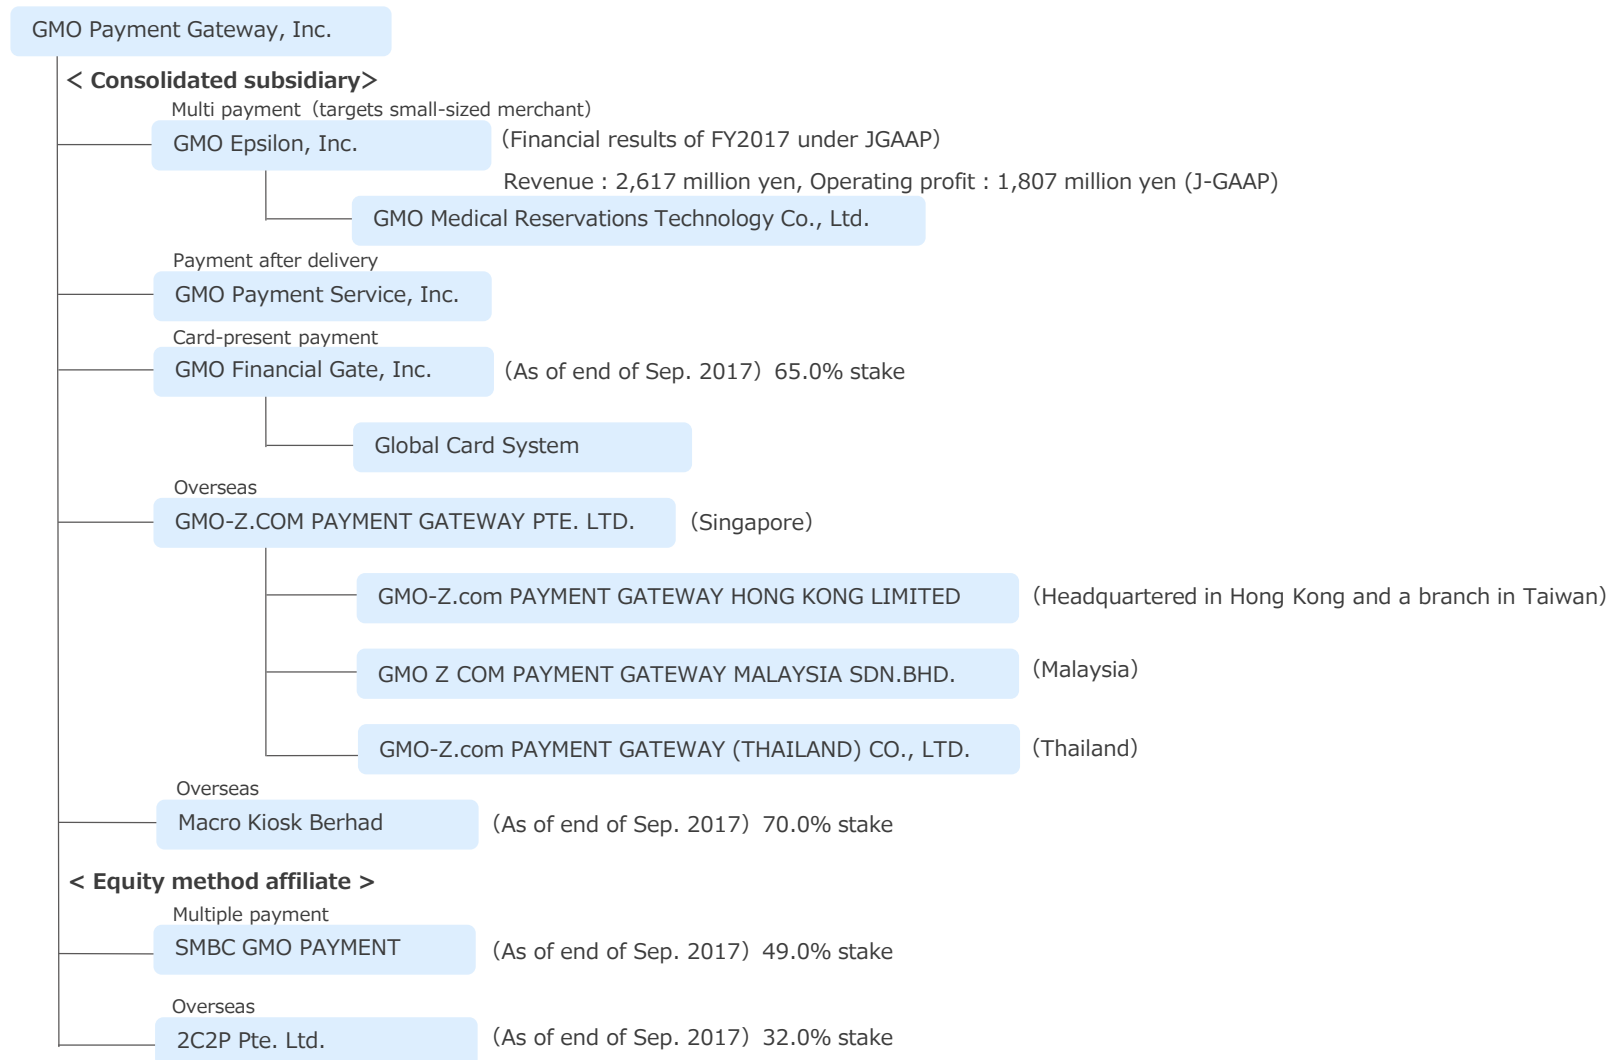 GMO Payment Gateway, Inc.
< Consolidated subsidiary>
Multi payment（targets small-sized merchant）
GMO Epsilon, Inc.
（Financial results of FY2017 under JGAAP）
Revenue : 2,617 million yen, Operating profit : 1,807 million yen (J-GAAP)
GMO Medical Reservations Technology Co., Ltd.
Payment after delivery
GMO Payment Service, Inc.
Card-present payment
GMO Financial Gate, Inc.
（As of end of Sep. 2017）65.0% stake
Global Card System
Overseas
GMO-Z.COM PAYMENT GATEWAY PTE. LTD.
（Singapore）
GMO-Z.com PAYMENT GATEWAY HONG KONG LIMITED
（Headquartered in Hong Kong and a branch in Taiwan）
GMO Z COM PAYMENT GATEWAY MALAYSIA SDN.BHD.
（Malaysia）
GMO-Z.com PAYMENT GATEWAY (THAILAND) CO., LTD.
（Thailand）
Overseas
Macro Kiosk Berhad
（As of end of Sep. 2017）70.0% stake
< Equity method affiliate >
Multiple payment
SMBC GMO PAYMENT
（As of end of Sep. 2017）49.0% stake
Overseas
2C2P Pte. Ltd.
（As of end of Sep. 2017）32.0% stake